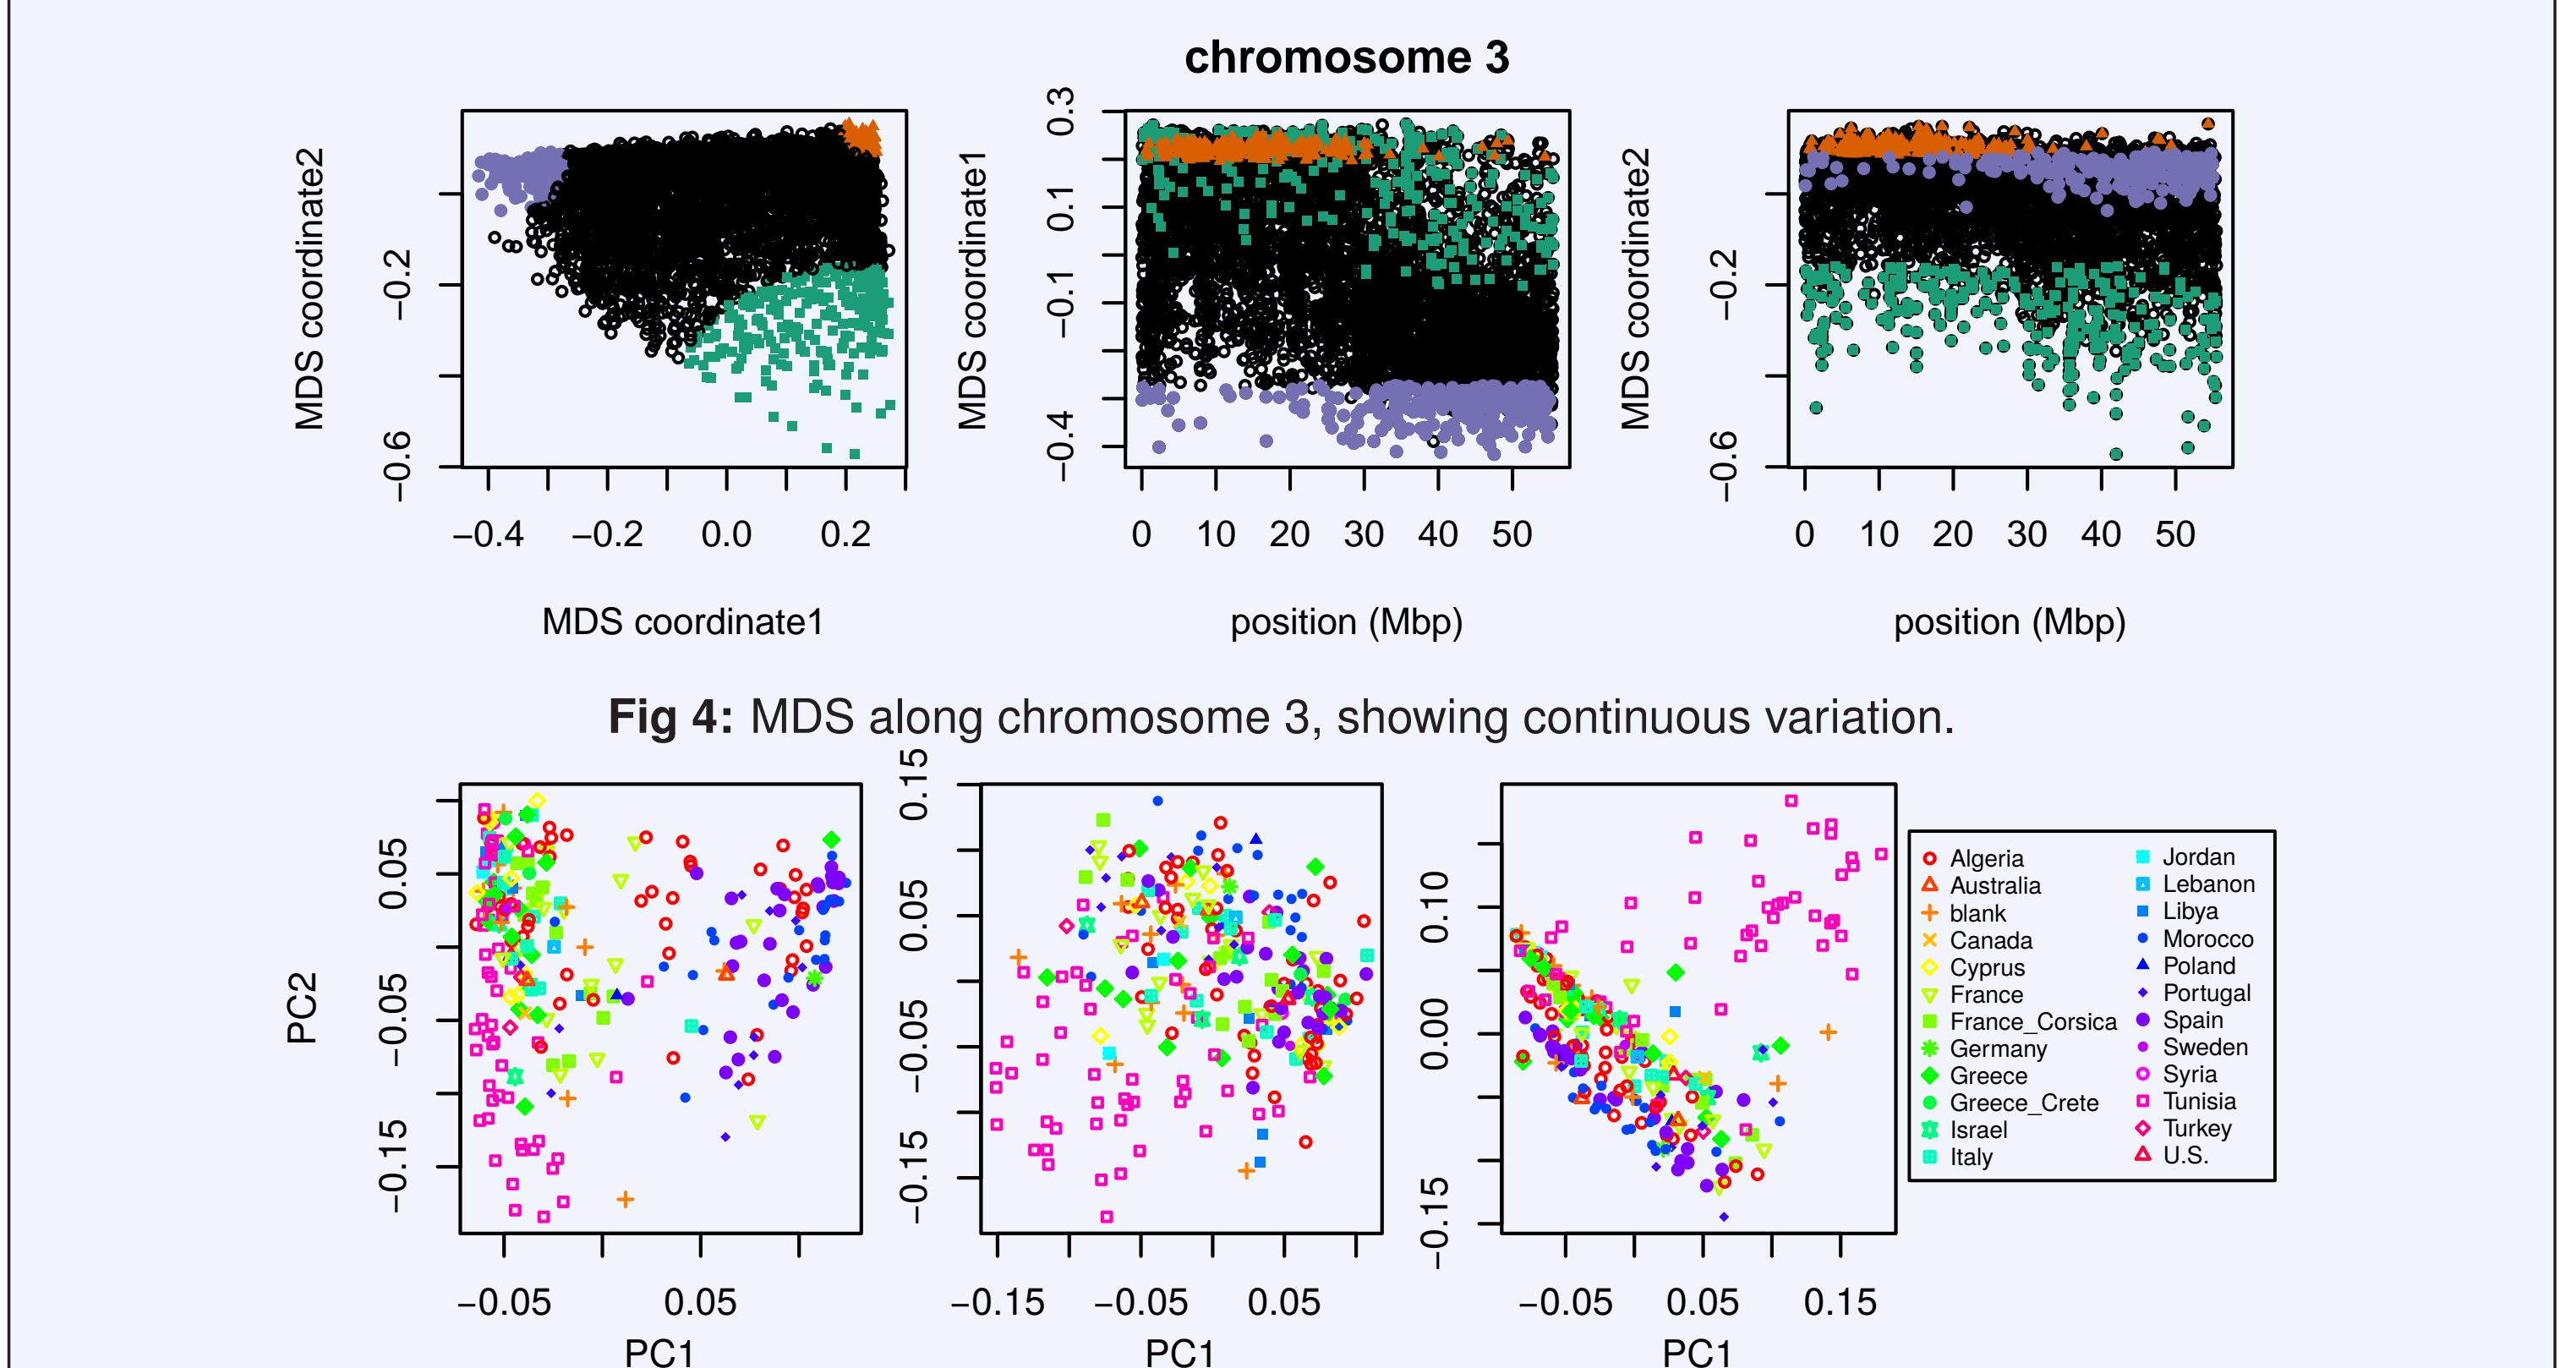 chromosome 3
MDS coordinate2
−0.6
−0.2
−0.4
−0.2
0.0
0.2
MDS coordinate1
MDS coordinate1
−0.4
−0.1
0.1
0.3
0
10
20
30
40
50
position (Mbp)
MDS coordinate2
−0.6
−0.2
0
10
20
30
40
50
position (Mbp)
Fig 4: MDS along chromosome 3, showing continuous variation.
PC2
−0.15
−0.05
0.05
−0.05
0.05
PC1
−0.15
−0.05
0.05
0.15
−0.15
−0.05
0.05
PC1
−0.15
0.00
0.10
−0.05
0.05
0.15
PC1
Algeria
Australia
blank
Canada
Cyprus
France
France_Corsica
Germany
Greece
Greece_Crete
Israel
Italy
Jordan
Lebanon
Libya
Morocco
Poland
Portugal
Spain
Sweden
Syria
Tunisia
Turkey
U.S.